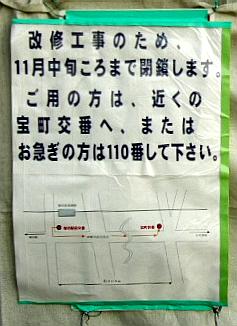 改修工事のため、
11月中旬ころまで閉鎖します。
ご用の方は、近くの
宝町交番へ、または
お急ぎの方は110番して下さい。